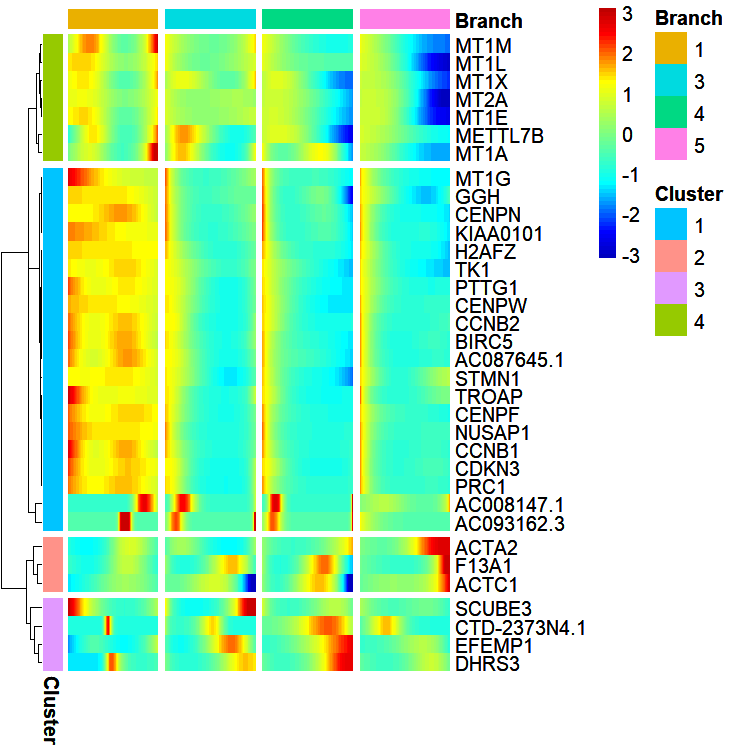 Branch
MT1M
MT1L
MT1X
MT2A
MT1E
METTL7B
MT1A
MT1G
GGH
CENPN
KIAA0101
H2AFZ
TK1
PTTG1
CENPW
CCNB2
BIRC5
AC087645.1
STMN1
TROAP
CENPF
NUSAP1
CCNB1
CDKN3
PRC1
AC008147.1
AC093162.3
ACTA2
F13A1
ACTC1
SCUBE3
CTD-2373N4.1
EFEMP1
DHRS3
Cluster
3
2
1
0
-1
-2
-3
Branch
1
3
4
5
Cluster
1
2
3
4